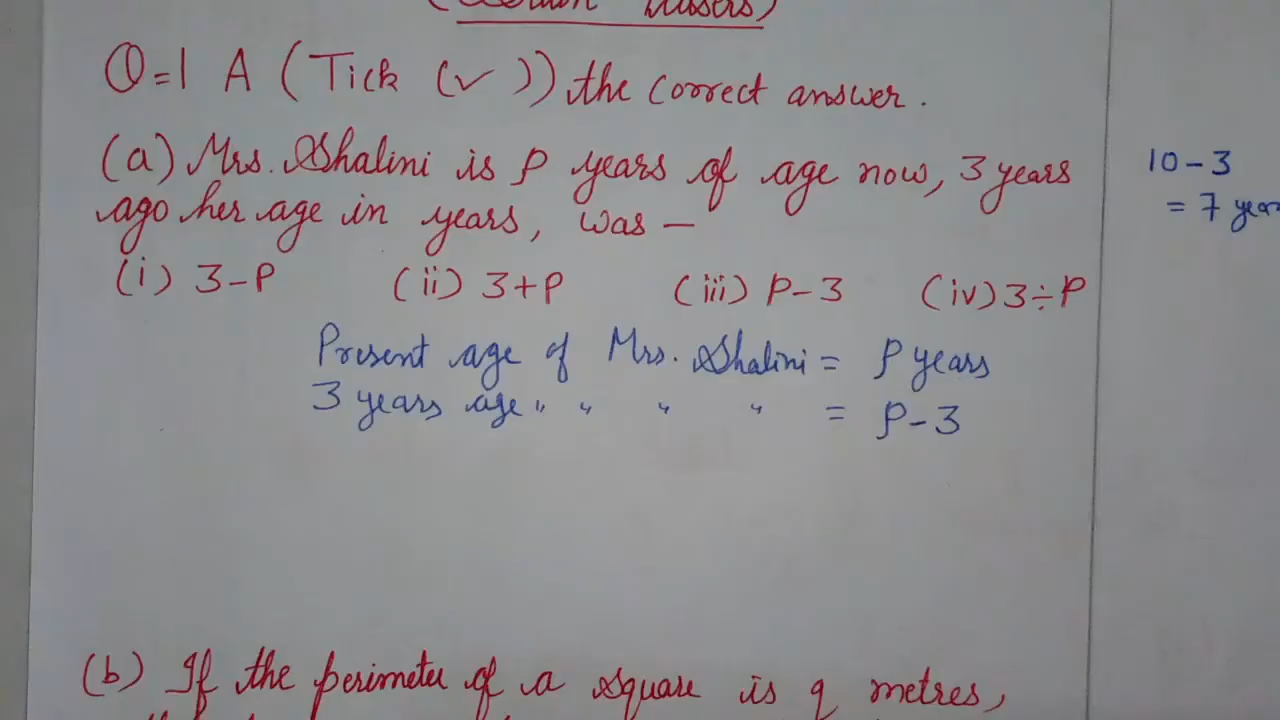 Q=1 A (Tick (✓)) the correct answer.
(a) Mrs. Shalini is P years of age now, 3 years
ago her age in years, was —
(i) 3-P (ii) 3+P (iii) P-3 (iv) 3÷P
Present age of Mrs. Shalini = P years
3 years age " " " " = P-3
10-3
= 7
(b) If the perimeter of a square is q metres,